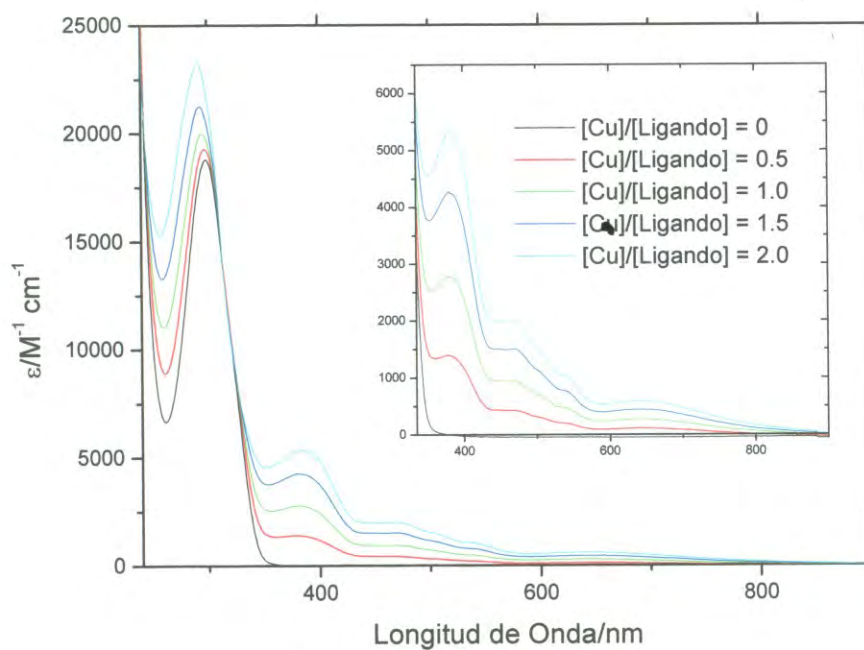 25000
20000
15000
10000
5000
0
ε/M⁻¹ cm⁻¹
400
600
800
Longitud de Onda/nm
6000
5000
4000
3000
2000
1000
0
400
600
800
[Cu]/[Ligando] = 0
[Cu]/[Ligando] = 0.5
[Cu]/[Ligando] = 1.0
[Cu]/[Ligando] = 1.5
[Cu]/[Ligando] = 2.0